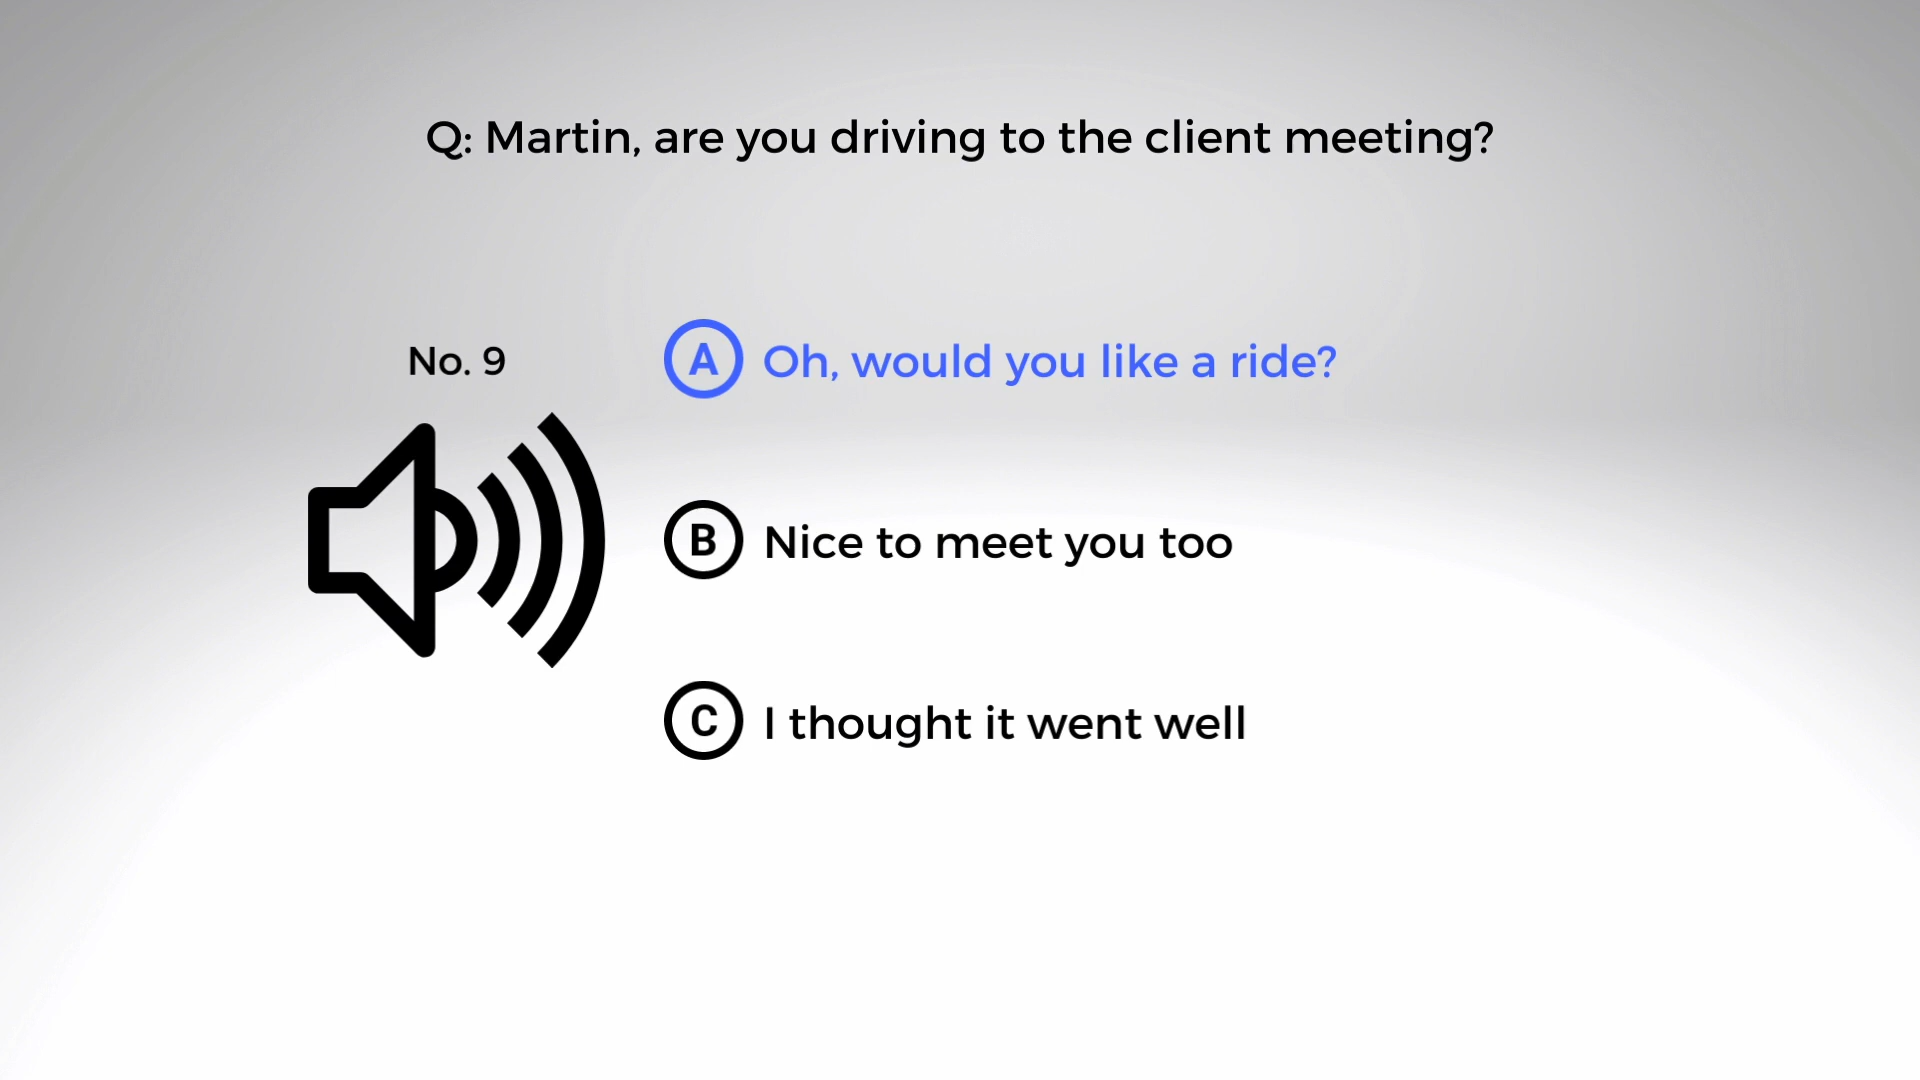 Q: Martin, are you driving to the client meeting?
No. 9
A Oh, would you like a ride?
B Nice to meet you too
C I thought it went well